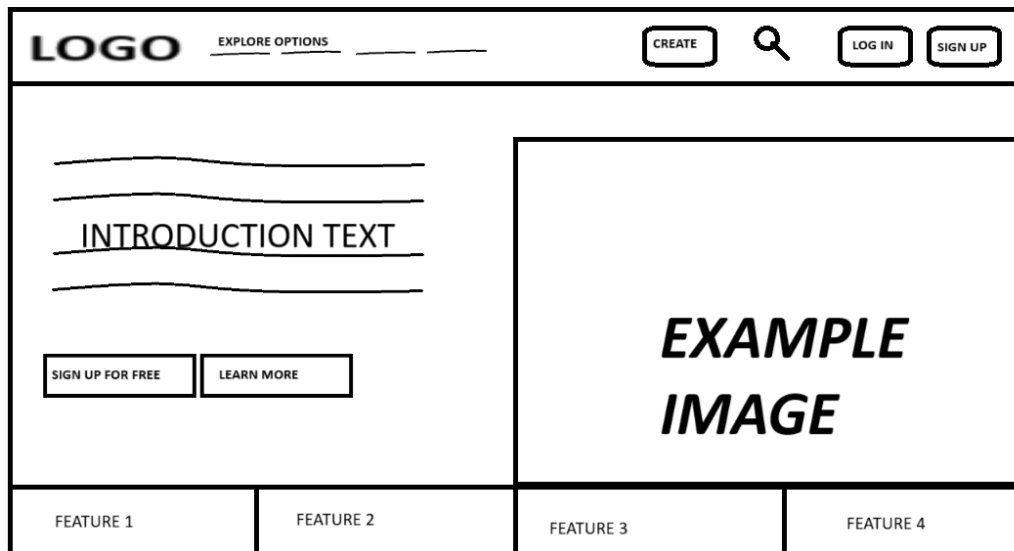 LOGO
EXPLORE OPTIONS
CREATE
LOG IN
SIGN UP
INTRODUCTION TEXT
SIGN UP FOR FREE
LEARN MORE
EXAMPLE
IMAGE
FEATURE 1
FEATURE 2
FEATURE 3
FEATURE 4